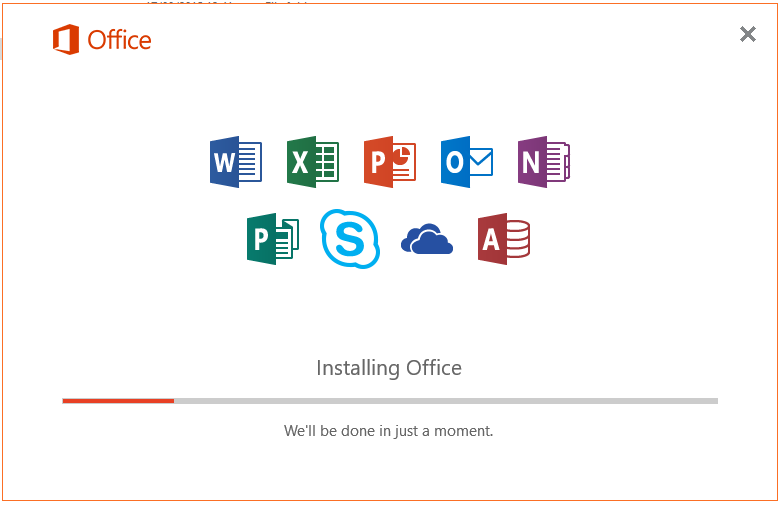 Office
W
X
P
O
N
P
S
A
Installing Office
We'll be done in just a moment.